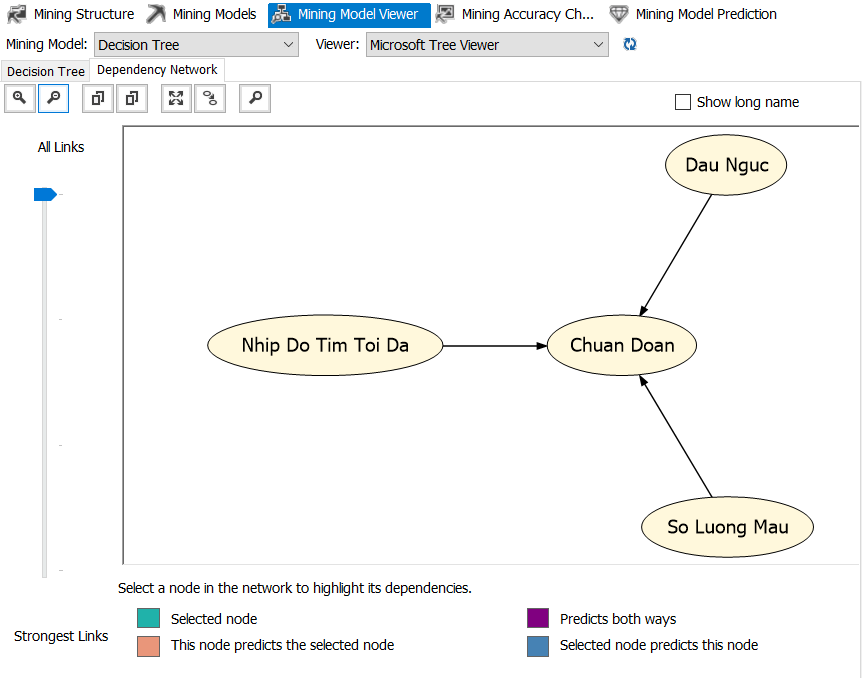 Mining Structure Mining Models Mining Model Viewer Mining Accuracy Ch... Mining Model Prediction
Mining Model: Decision Tree Viewer: Microsoft Tree Viewer
Decision Tree Dependency Network
Show long name
All Links
Dau Nguc
Nhip Do Tim Toi Da
Chuan Doan
So Luong Mau
Select a node in the network to highlight its dependencies.
Selected node
Predicts both ways
Strongest Links
This node predicts the selected node
Selected node predicts this node